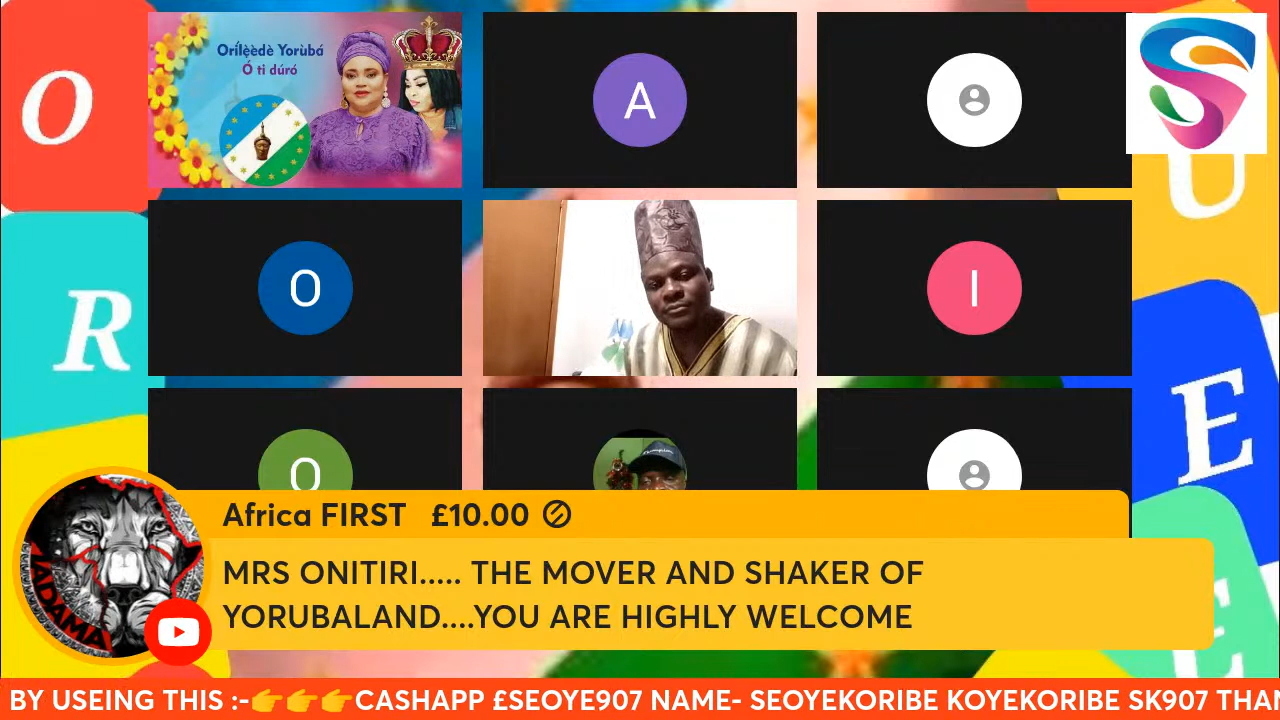 O
R
U
E
E
Orílẹ̀èdè Yorùbá
Ó ti dúró
A
O
I
O
Africa FIRST £10.00
MRS ONITIRI..... THE MOVER AND SHAKER OF
YORUBALAND....YOU ARE HIGHLY WELCOME
JADAMA
BY USEING THIS :-👉👉👉CASHAPP £SEOYE907 NAME- SEOYEKORIBE KOYEKORIBE SK907 THAN